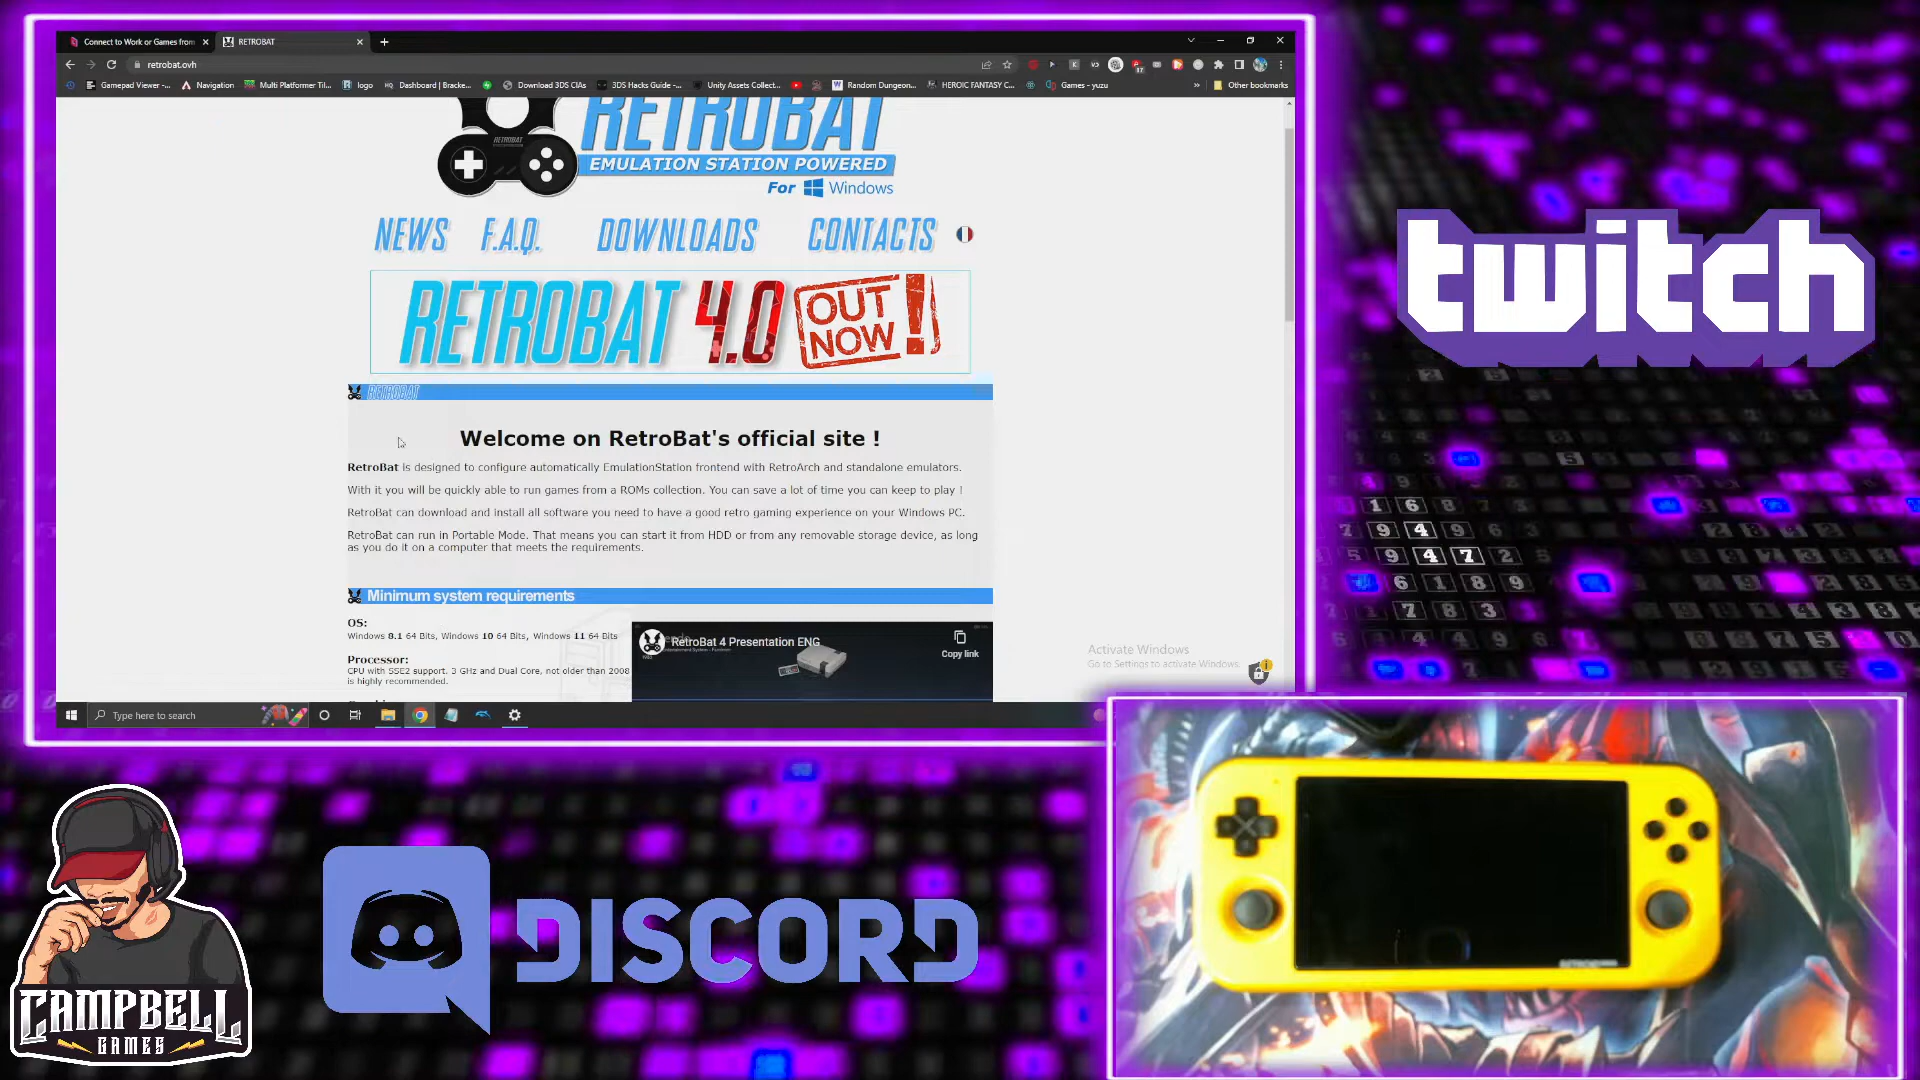 Connect to Work or Games from
RETROBAT
retrobat.ovh
Gamepad Viewer -...
Navigation
Multi Platformer Til...
logo
Dashboard | Bracke...
Download 3DS CIAs
3DS Hacks Guide -...
Unity Assets Collect...
Random Dungeon...
HEROIC FANTASY C...
Games - yuzu
Other bookmarks
RETROBAT
EMULATION STATION POWERED
For Windows
NEWS F.A.Q. DOWNLOADS CONTACTS
RETROBAT 4.0 OUT NOW!
RETROBAT
Welcome on RetroBat's official site !
RetroBat is designed to configure automatically EmulationStation frontend with RetroArch and standalone emulators.
With it you will be quickly able to run games from a ROMs collection. You can save a lot of time you can keep to play !
RetroBat can download and install all software you need to have a good retro gaming experience on your Windows PC.
RetroBat can run in Portable Mode. That means you can start it from HDD or from any removable storage device, as long
as you do it on a computer that meets the requirements.
Minimum system requirements
OS:
Windows 8.1 64 Bits, Windows 10 64 Bits, Windows 11 64 Bits
Processor:
CPU with SSE2 support. 3 GHz and Dual Core, not older than 2008
is highly recommended.
RetroBat 4 Presentation ENG
Copy link
Activate Windows
Go to Settings to activate Windows.
Type here to search
twitch
CAMPBELL
GAMES
DISCORD